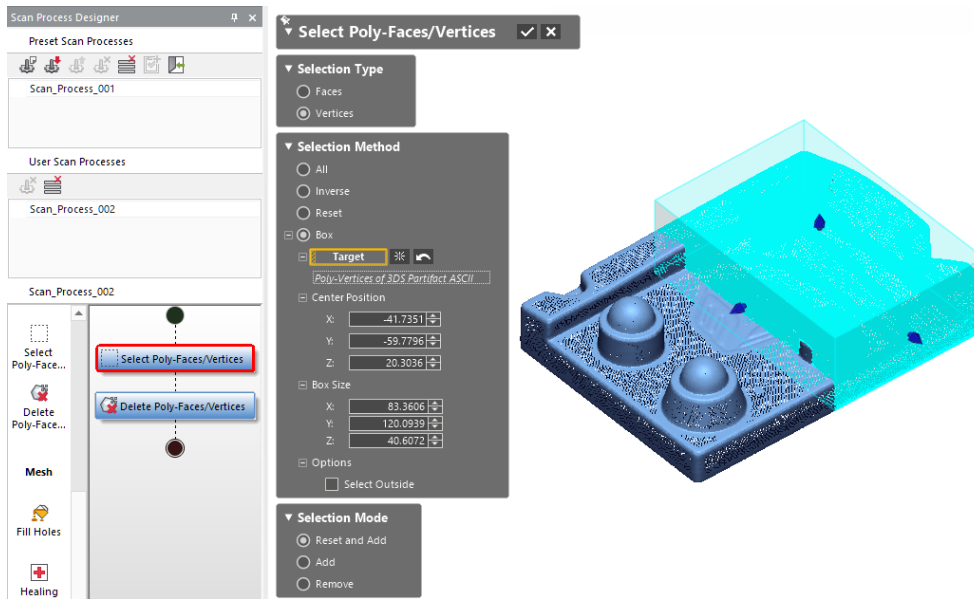 Scan Process Designer
Preset Scan Processes
Scan_Process_001
User Scan Processes
Scan_Process_002
Scan_Process_002
Select
Poly-Face...
Delete
Poly-Face...
Mesh
Fill Holes
Healing
Select Poly-Faces/Vertices
Delete Poly-Faces/Vertices
Select Poly-Faces/Vertices
Selection Type
Faces
Vertices
Selection Method
All
Inverse
Reset
Box
Target
Poly-Vertices of 3DS Partifact ASCII
Center Position
X: -41.7351
Y: -59.7796
Z: 20.3036
Box Size
X: 83.3606
Y: 120.0939
Z: 40.6072
Options
Select Outside
Selection Mode
Reset and Add
Add
Remove